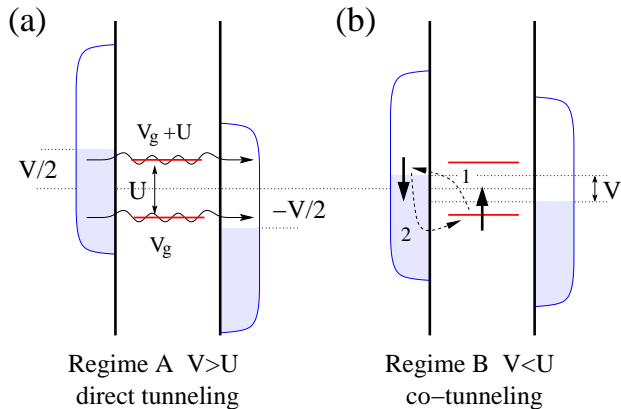 (a)
(b)
V_g +U
V/2
U
−V/2
V_g
1
2
V
Regime A  V>U
direct tunneling
Regime B  V<U
co−tunneling